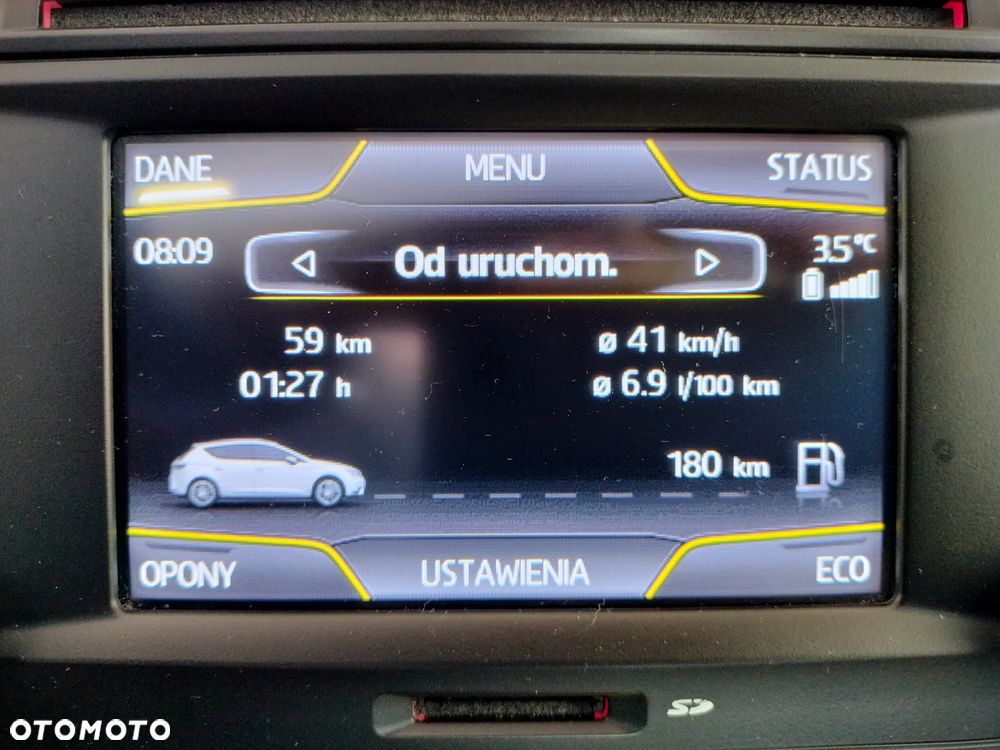 DANE MENU STATUS
08:09 Od uruchom. 3.5°C
59 km ø 41 km/h
01:27 h ø 6.9 l/100 km
180 km
OPONY USTAWIENIA ECO
SD
OTOMOTO